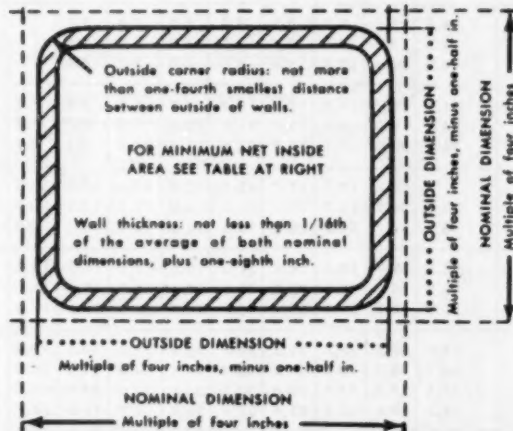 Outside corner radius: not more
than one-fourth smallest distance
between outside of walls.
FOR MINIMUM NET INSIDE
AREA SEE TABLE AT RIGHT
Wall thickness: not less than 1/16th
of the average of both nominal
dimensions, plus one-eighth inch.
OUTSIDE DIMENSION
Multiple of four inches, minus one-half in.
NOMINAL DIMENSION
Multiple of four inches
OUTSIDE DIMENSION
Multiple of four inches, minus one-half in.
NOMINAL DIMENSION
Multiple of four inches